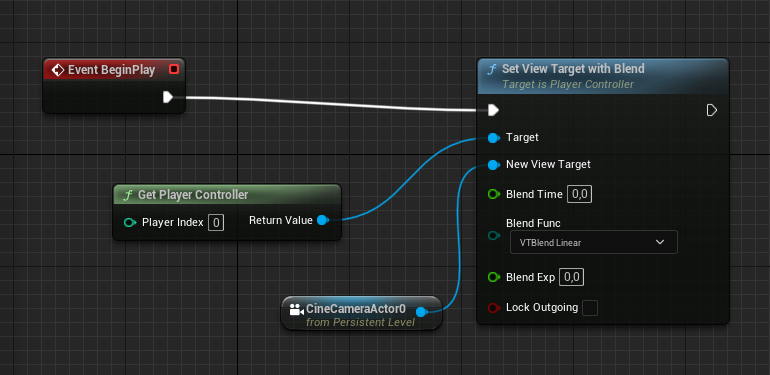 Event BeginPlay
f Set View Target with Blend
Target is Player Controller
Target
New View Target
f Get Player Controller
Player Index 0
Return Value
Blend Time 0,0
Blend Func
VTBlend Linear
Blend Exp 0,0
CineCameraActor0
from Persistent Level
Lock Outgoing